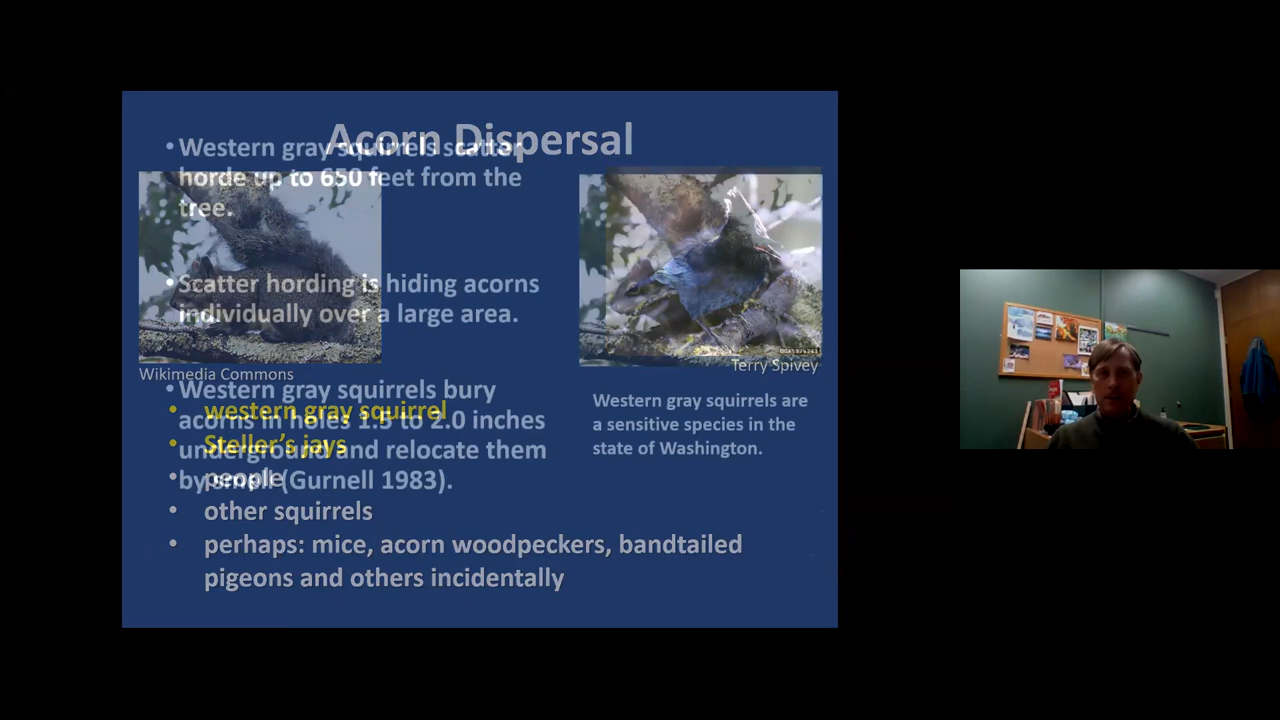 Acorn Dispersal
• Western gray squirrels scatter
horde up to 650 feet from the
tree.
• Scatter hording is hiding acorns
individually over a large area.
Wikimedia Commons
• Western gray squirrels bury
acorns in holes 1.5 to 2.0 inches
underground and relocate them
by smell (Gurnell 1983).
• western gray squirrel
• Steller's jays
• people
• other squirrels
• perhaps: mice, acorn woodpeckers, bandtailed
pigeons and others incidentally
Terry Spivey
Western gray squirrels are
a sensitive species in the
state of Washington.